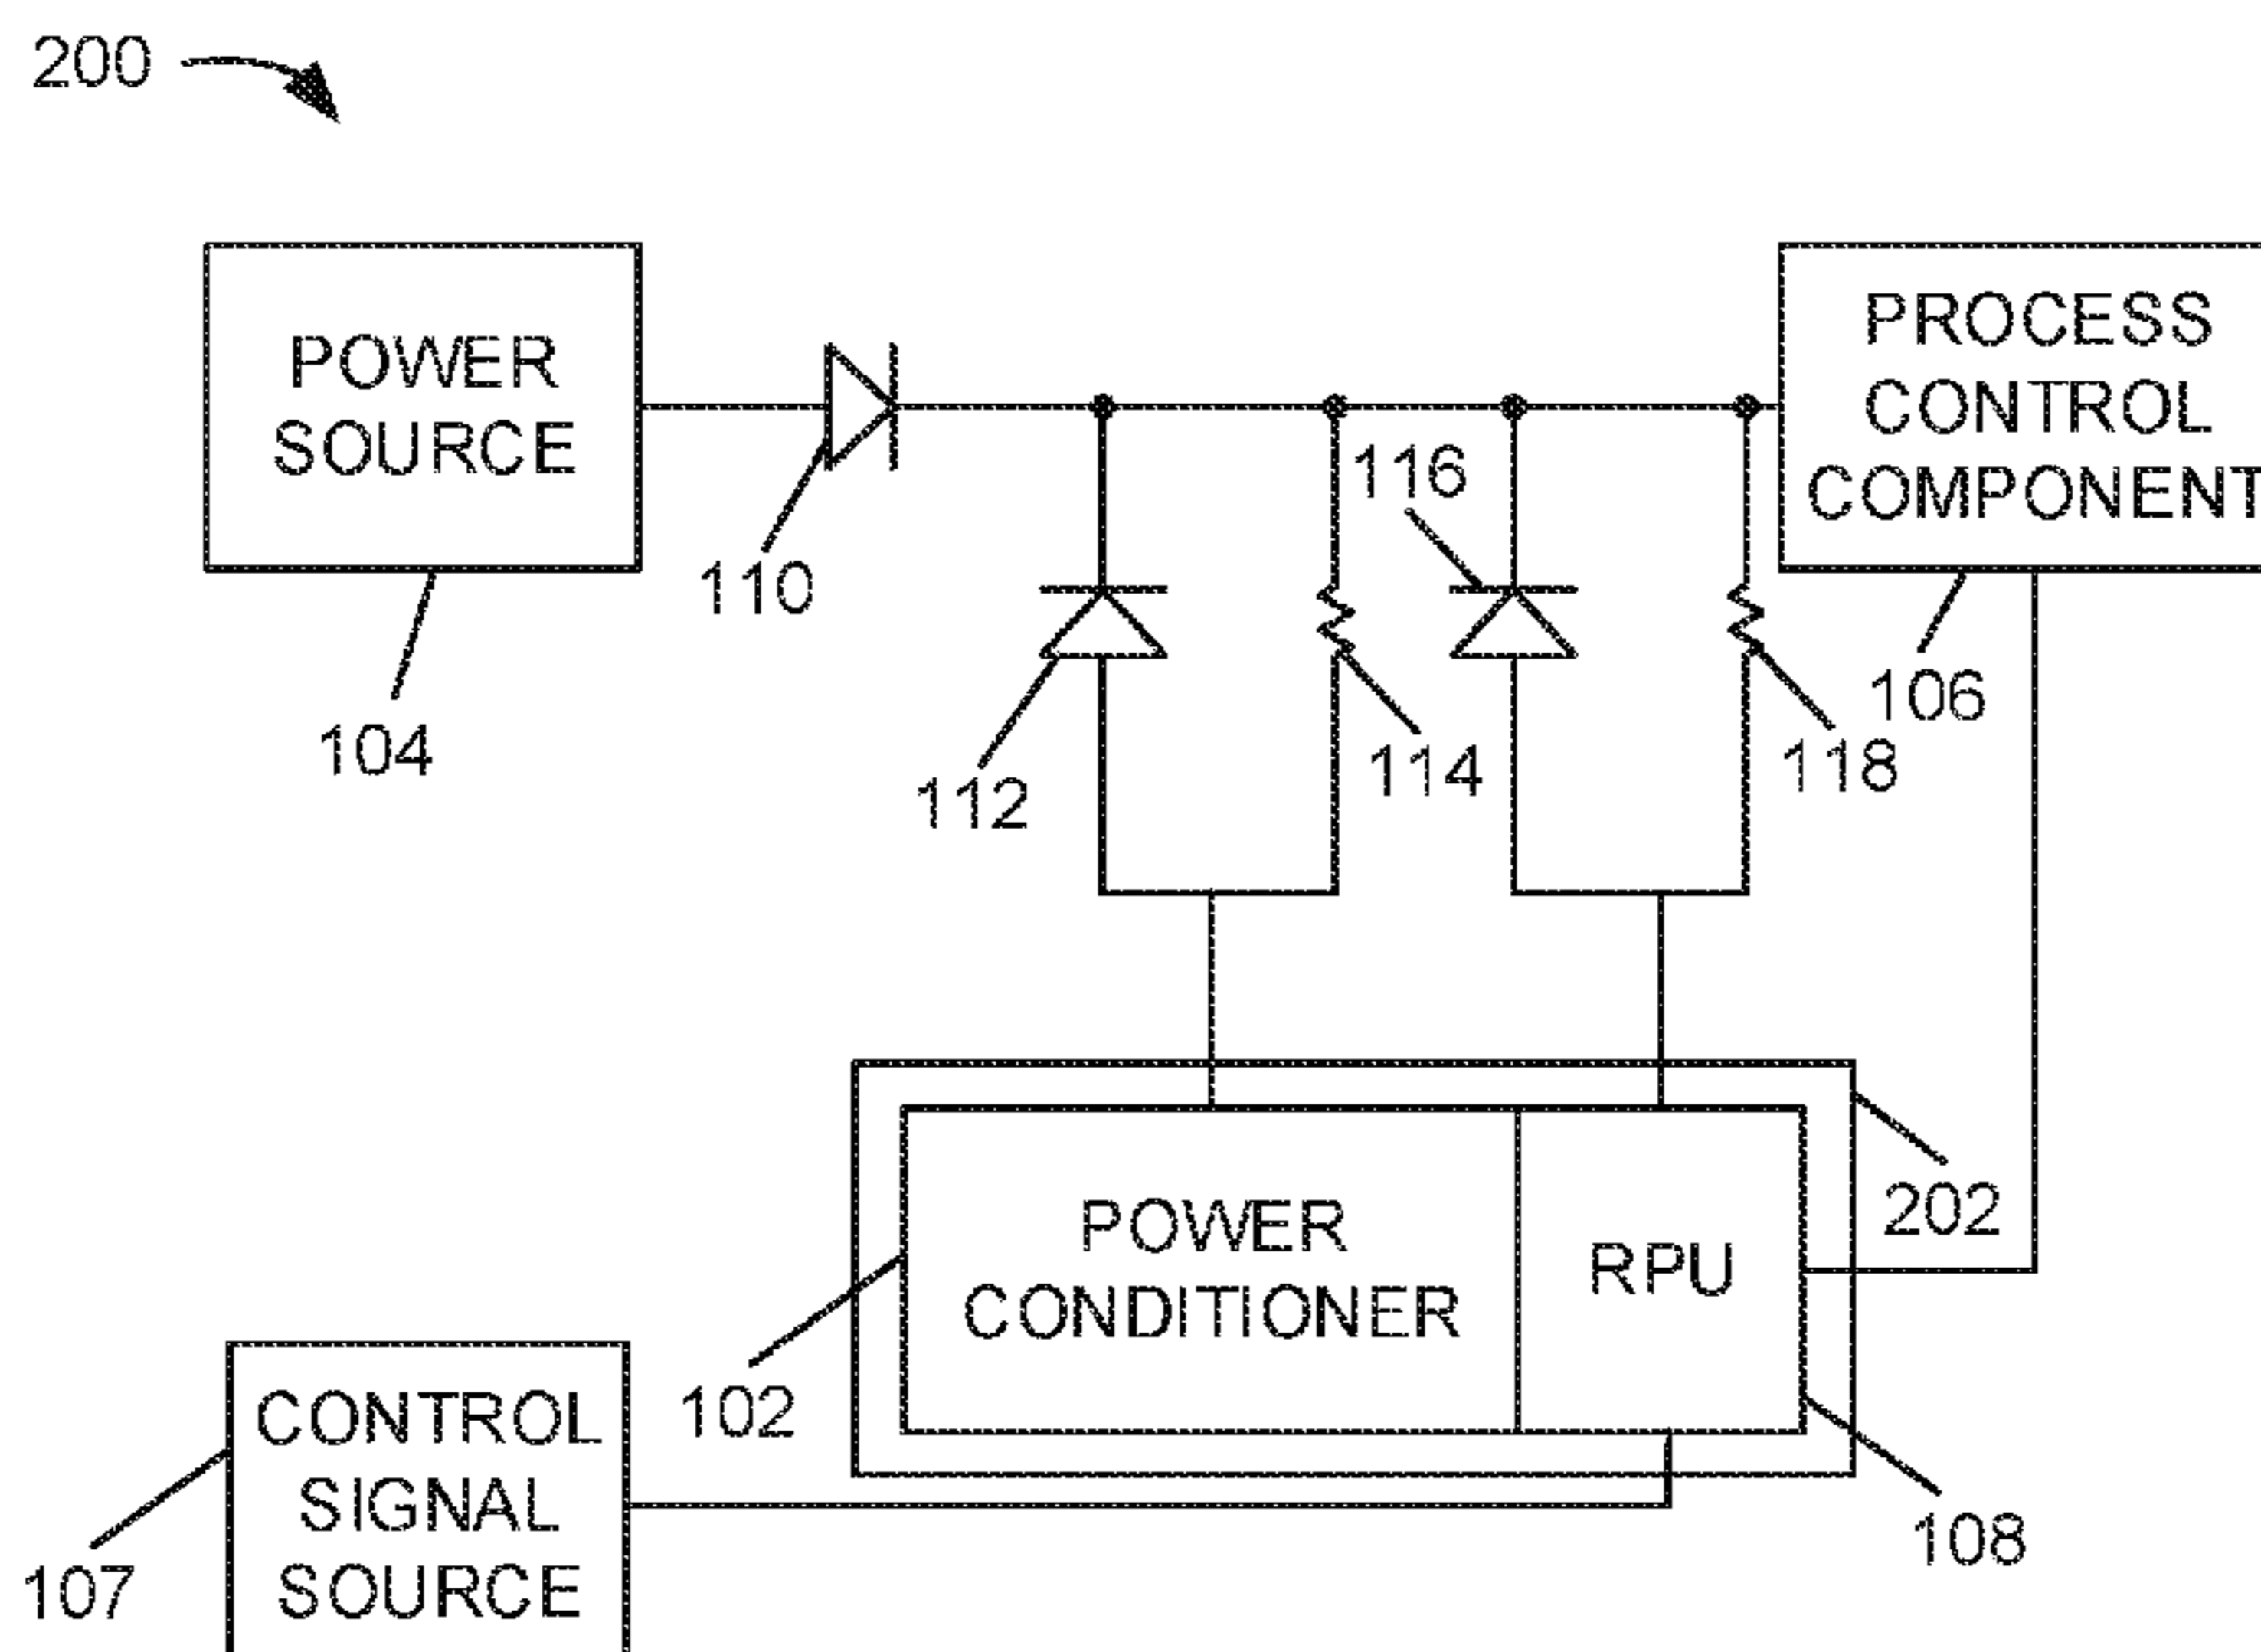 200
POWER
SOURCE
104
110
112
114
116
118
PROCESS
CONTROL
COMPONENT
106
POWER
CONDITIONER
102
RPU
202
108
CONTROL
SIGNAL
SOURCE
107